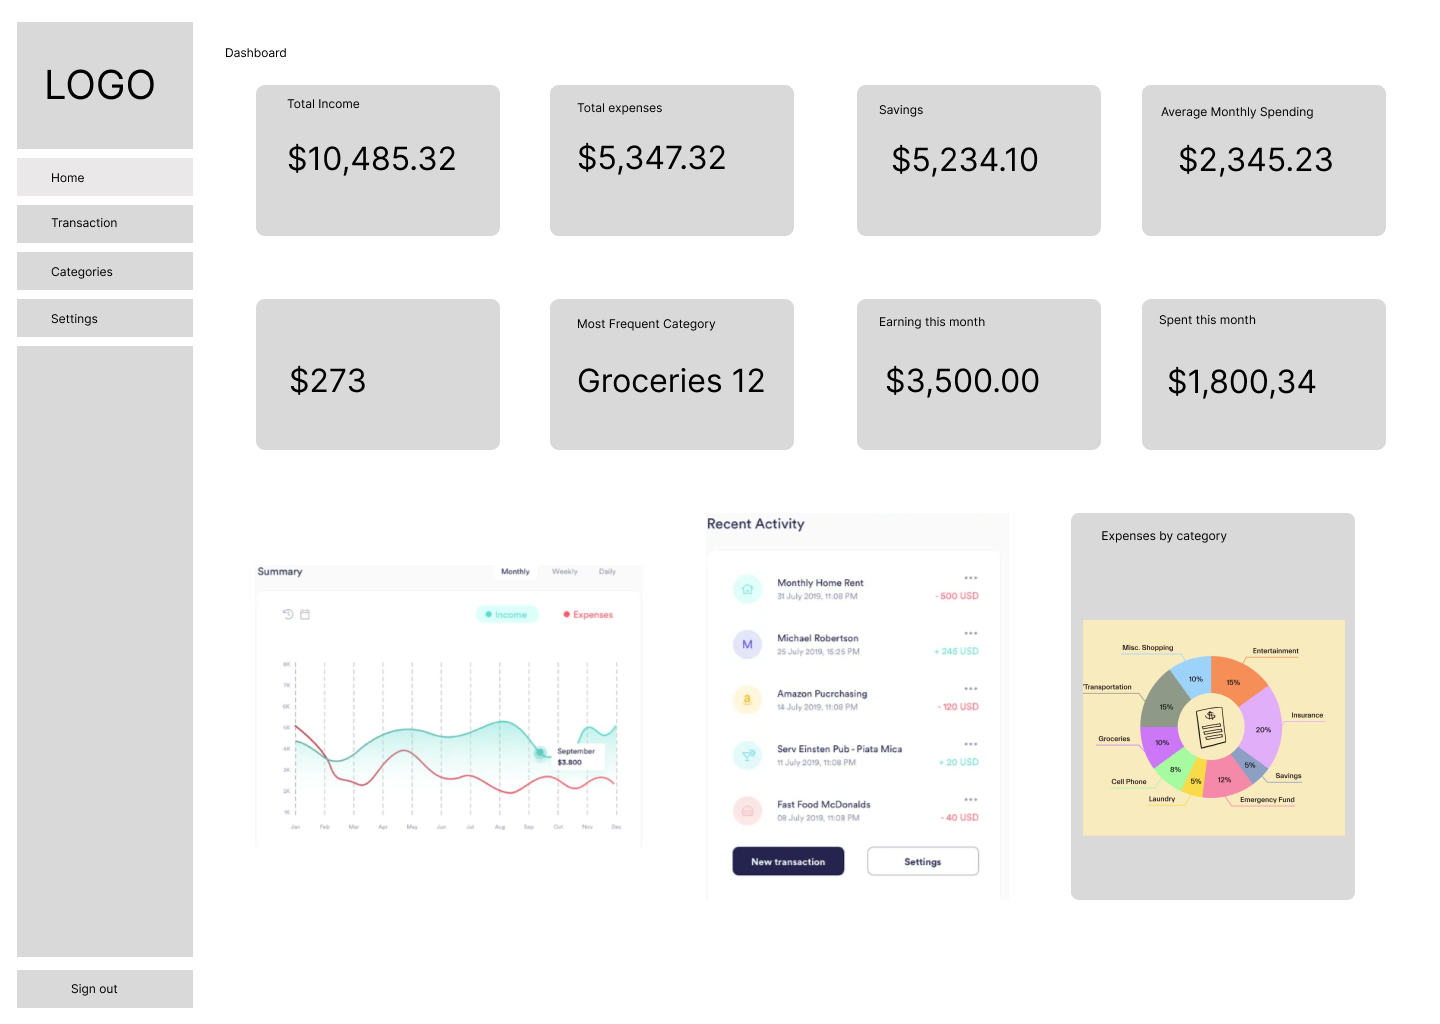 LOGO
Home
Transaction
Categories
Settings
Sign out
Dashboard
Total Income
$10,485.32
Total expenses
$5,347.32
Savings
$5,234.10
Average Monthly Spending
$2,345.23
$273
Most Frequent Category
Groceries 12
Earning this month
$3,500.00
Spent this month
$1,800,34
Summary
Monthly Weekly Daily
Income Expenses
8K
7K
6K
5K
4K
3K
2K
1K
September
$3.800
Jan Feb Mar Apr May Jun Jul Aug Sep Oct Nov Dec
Recent Activity
Monthly Home Rent
31 July 2019, 11:08 PM
- 500 USD
M
Michael Robertson
25 July 2019, 15:25 PM
+ 245 USD
a
Amazon Pucrchasing
14 July 2019, 11:08 PM
- 120 USD
Serv Einsten Pub - Piata Mica
11 July 2019, 11:08 PM
+ 20 USD
Fast Food McDonalds
08 July 2019, 11:08 PM
- 40 USD
New transaction
Settings
Expenses by category
Misc. Shopping
10%
Entertainment
15%
Transportation
15%
Insurance
20%
Groceries
10%
Savings
5%
Cell Phone
8%
Laundry
5%
Emergency Fund
12%
$